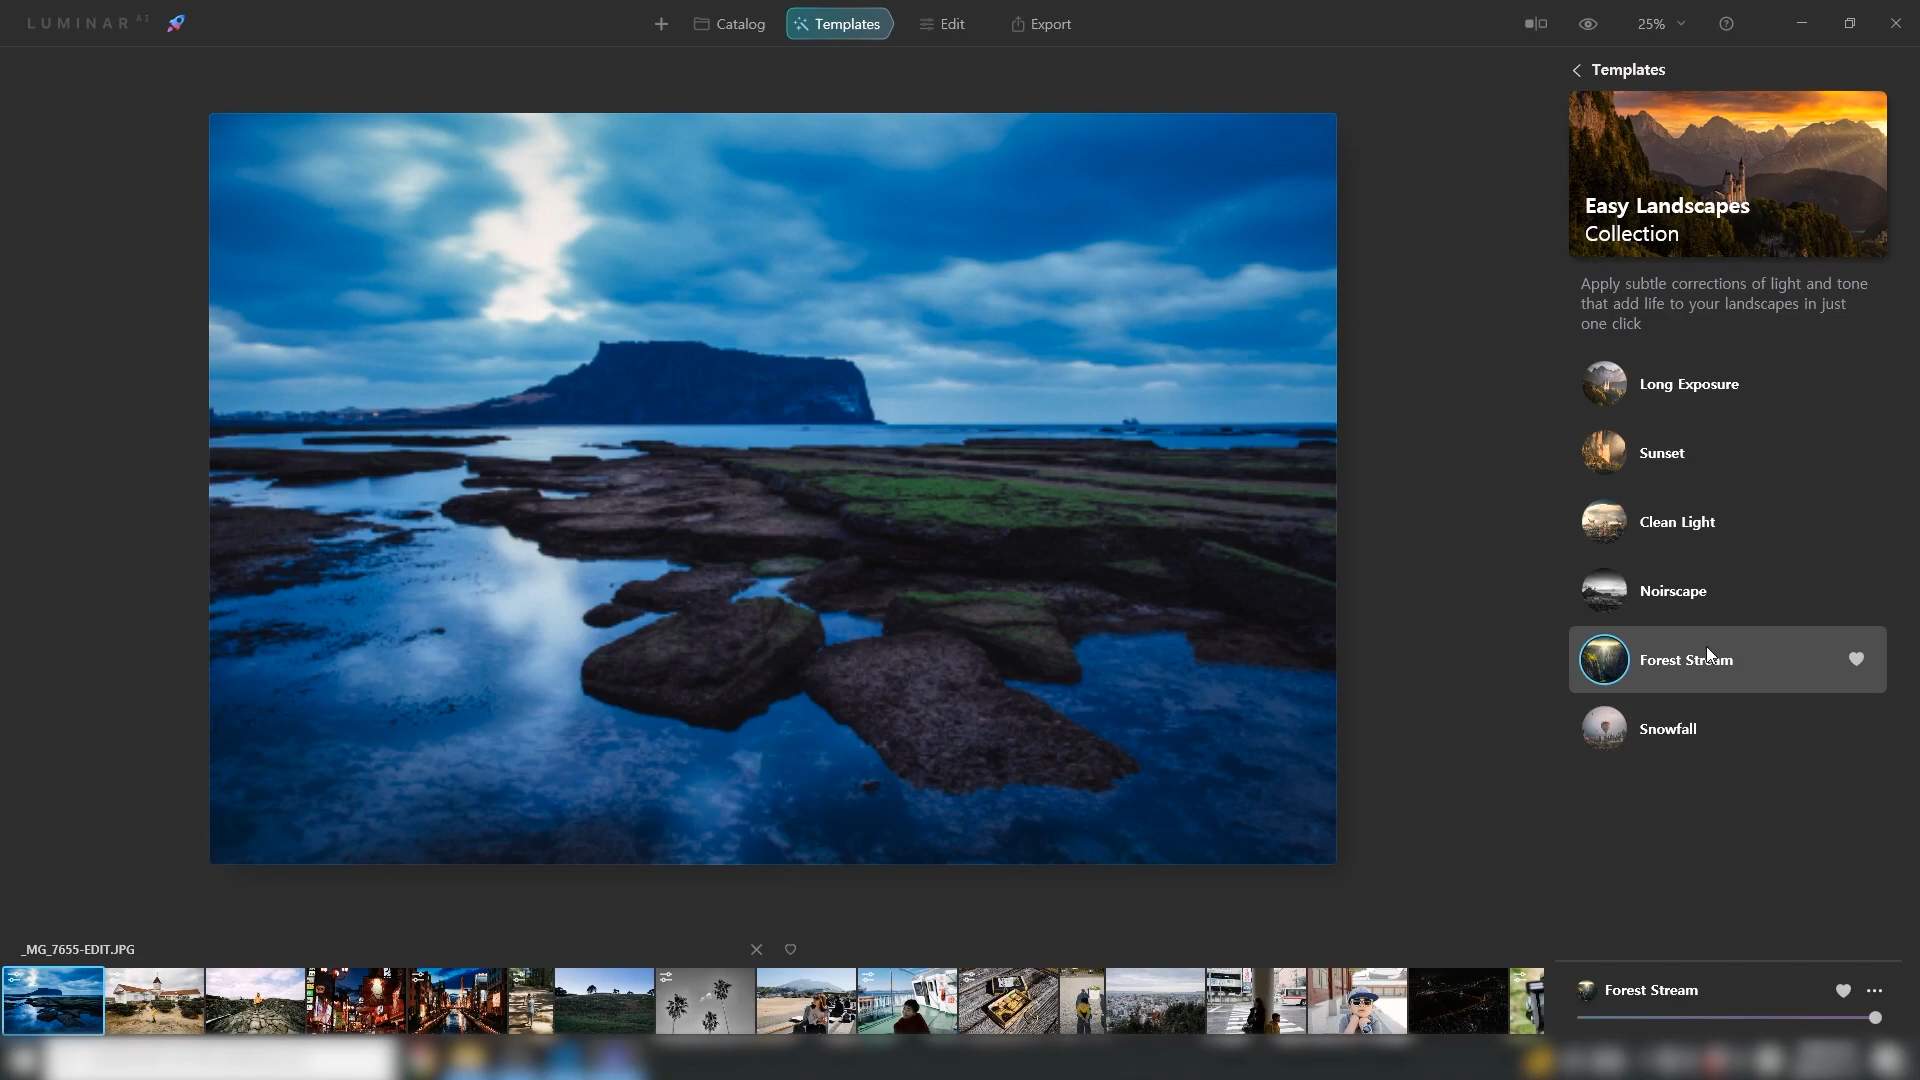 LUMINAR AI
Catalog
Templates
Edit
Export
25%
Templates
Easy Landscapes
Collection
Apply subtle corrections of light and tone
that add life to your landscapes in just
one click
Long Exposure
Sunset
Clean Light
Noirscape
Forest Stream
Snowfall
_MG_7655-EDIT.JPG
Forest Stream